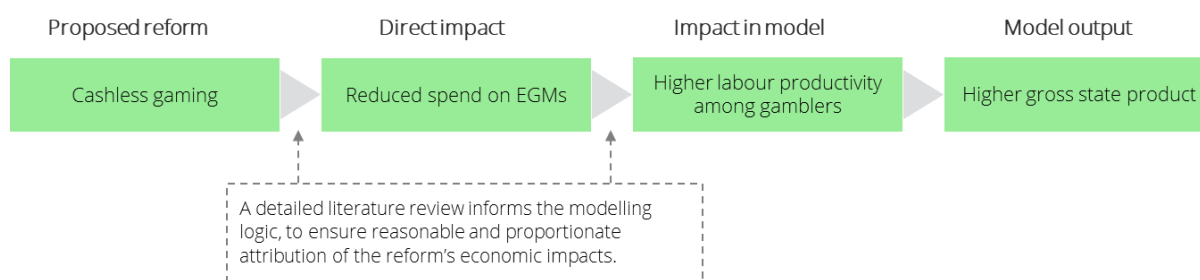 Proposed reform
Direct impact
Impact in model
Model output
Cashless gaming
Reduced spend on EGMs
Higher labour productivity
among gamblers
Higher gross state product
A detailed literature review informs the modelling
logic, to ensure reasonable and proportionate
attribution of the reform’s economic impacts.